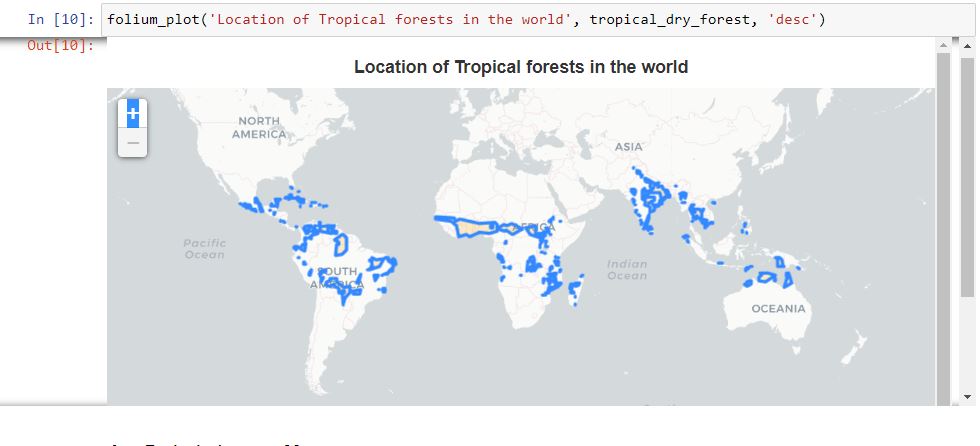 In [10]: folium_plot('Location of Tropical forests in the world', tropical_dry_forest, 'desc')
Out[10]:
Location of Tropical forests in the world
+
−
NORTH
AMERICA
ASIA
Pacific
Ocean
AFRICA
SOUTH
AMERICA
Indian
Ocean
OCEANIA